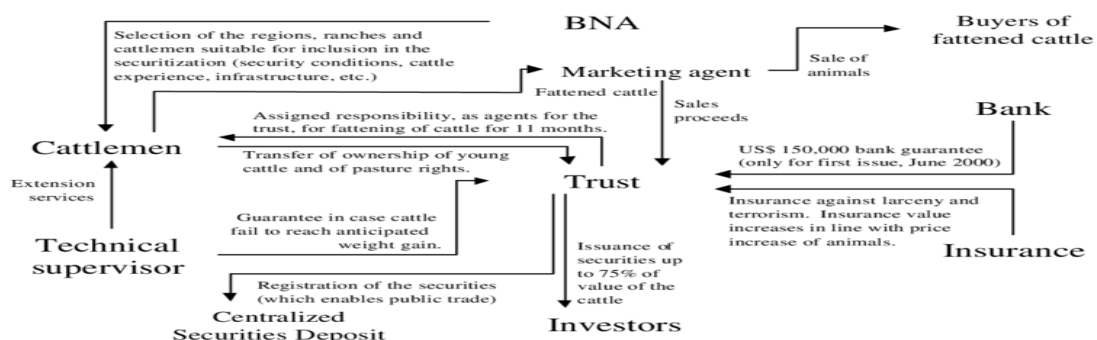 BNA
Buyers of
fattened cattle
Selection of the regions, ranches and
cattlemen suitable for inclusion in the
securitization (security conditions, cattle
experience, infrastructure, etc.)
Sale of
animals
Marketing agent
Fattened cattle
Sales
proceeds
Bank
Assigned responsibility, as agents for the
trust, for fattening of cattle for 11 months.
Cattlemen
Transfer of ownership of young
cattle and of pasture rights.
US$ 150,000 bank guarantee
(only for first issue, June 2000)
Trust
Extension
services
Insurance against larceny and
terrorism. Insurance value
increases in line with price
increase of animals.
Guarantee in case cattle
fail to reach anticipated
weight gain.
Technical
supervisor
Insurance
Issuance of
securities up
to 75% of
value of the
cattle
Registration of the securities
(which enables public trade)
Centralized
Securities Deposit
Investors